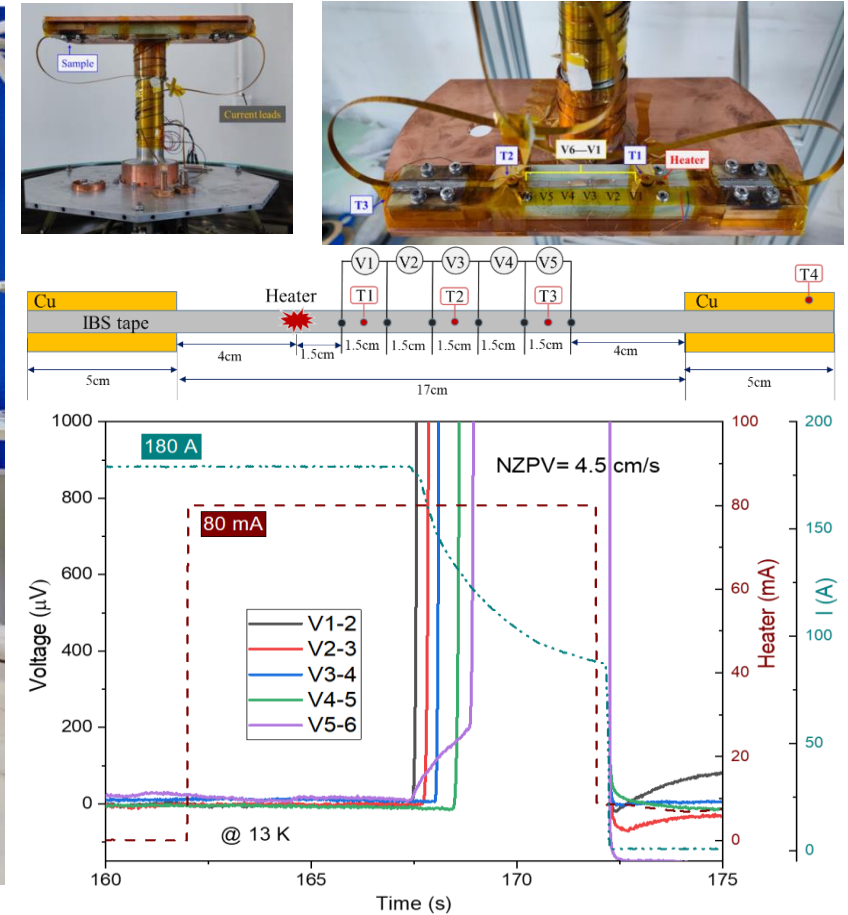 Sample
Current leads
V6—V1
T2
T1
Heater
T3
V5 V4 V3 V2 V1
V1
V2
V3
V4
V5
T4
Cu
Heater
T1
T2
T3
Cu
IBS tape
4cm
1.5cm
1.5cm
1.5cm
1.5cm
1.5cm
1.5cm
4cm
5cm
17cm
5cm
1000
800
600
400
200
0
Voltage (μV)
180 A
80 mA
NZPV= 4.5 cm/s
V1-2
V2-3
V3-4
V4-5
V5-6
@ 13 K
160
165
170
175
Time (s)
100
80
60
40
20
0
Heater (mA)
200
150
100
50
0
I (A)